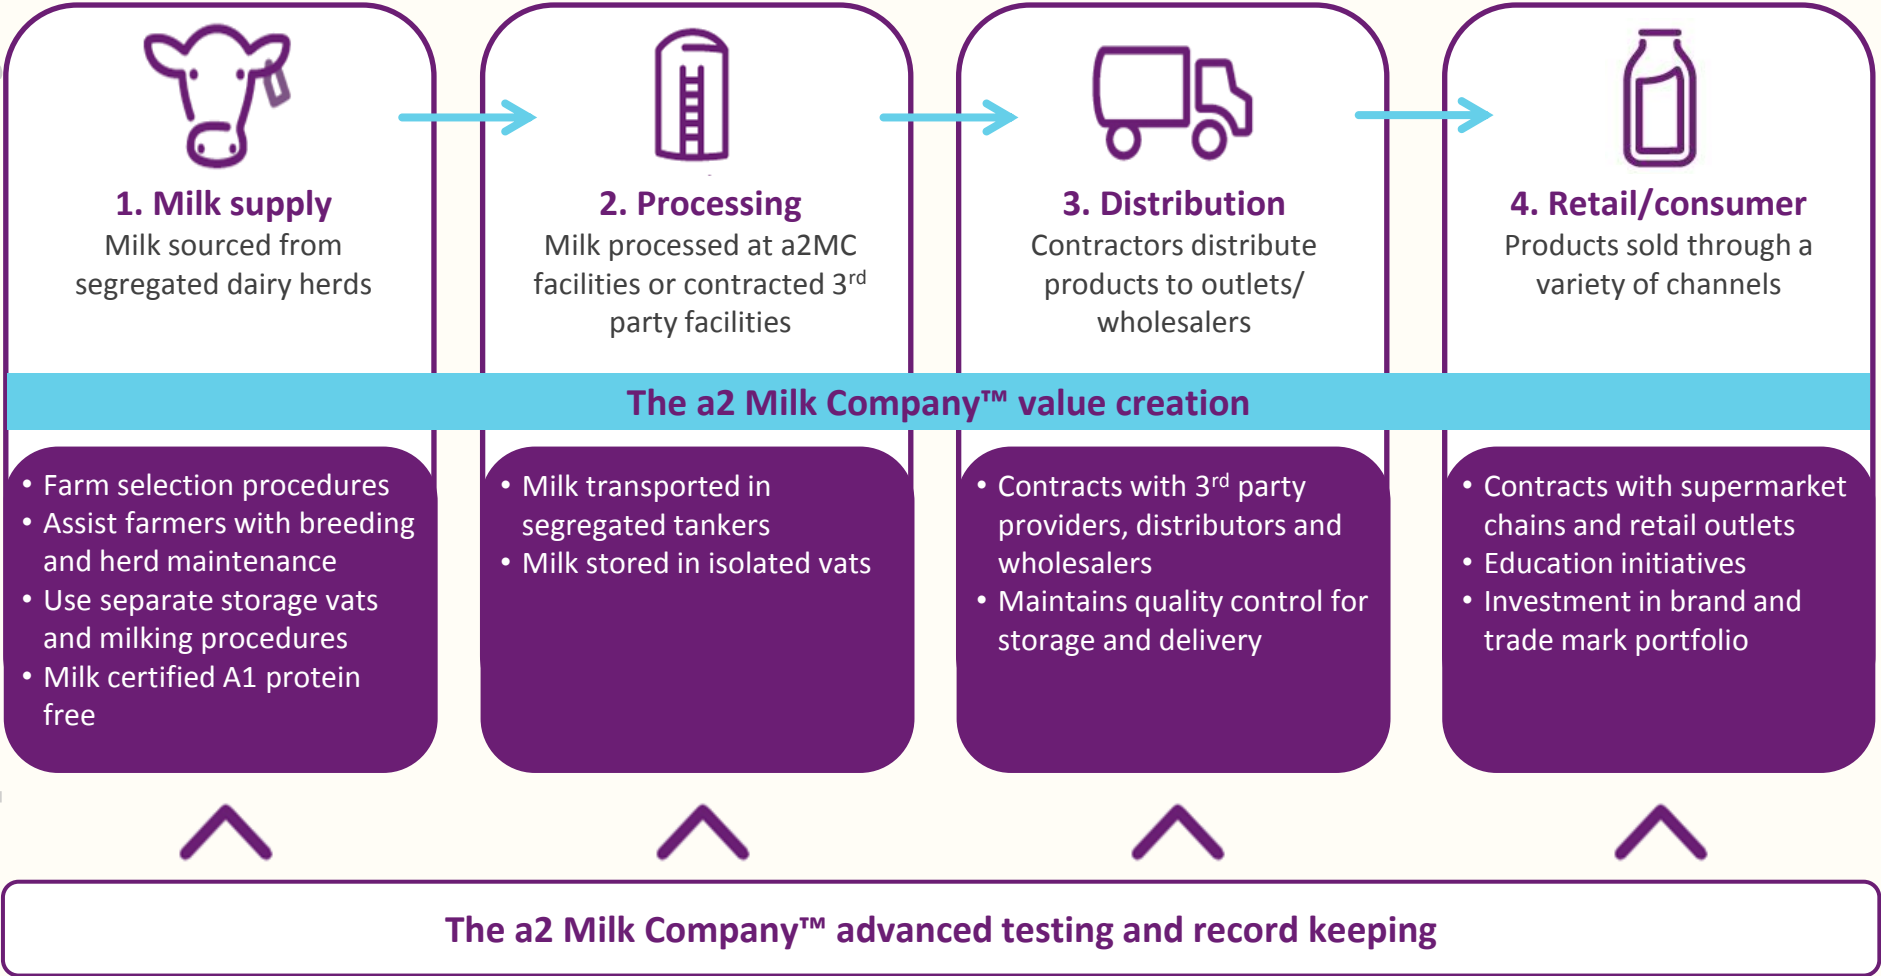 1. Milk supply
Milk sourced from
segregated dairy herds
2. Processing
Milk processed at a2MC
facilities or contracted 3rd
party facilities
3. Distribution
Contractors distribute
products to outlets/
wholesalers
4. Retail/consumer
Products sold through a
variety of channels
The a2 Milk Company™ value creation
• Farm selection procedures
• Assist farmers with breeding
and herd maintenance
• Use separate storage vats
and milking procedures
• Milk certified A1 protein
free
• Milk transported in
segregated tankers
• Milk stored in isolated vats
• Contracts with 3rd party
providers, distributors and
wholesalers
• Maintains quality control for
storage and delivery
• Contracts with supermarket
chains and retail outlets
• Education initiatives
• Investment in brand and
trade mark portfolio
The a2 Milk Company™ advanced testing and record keeping